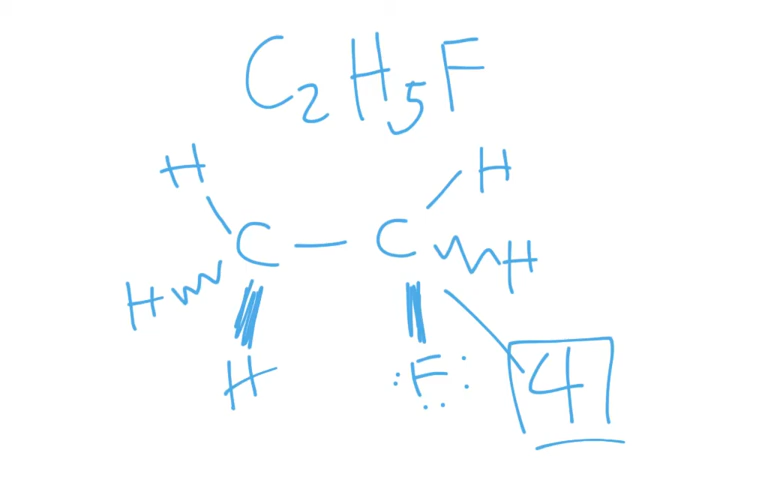 C₂H₅F
H H
C — C
H H
H :F: 4